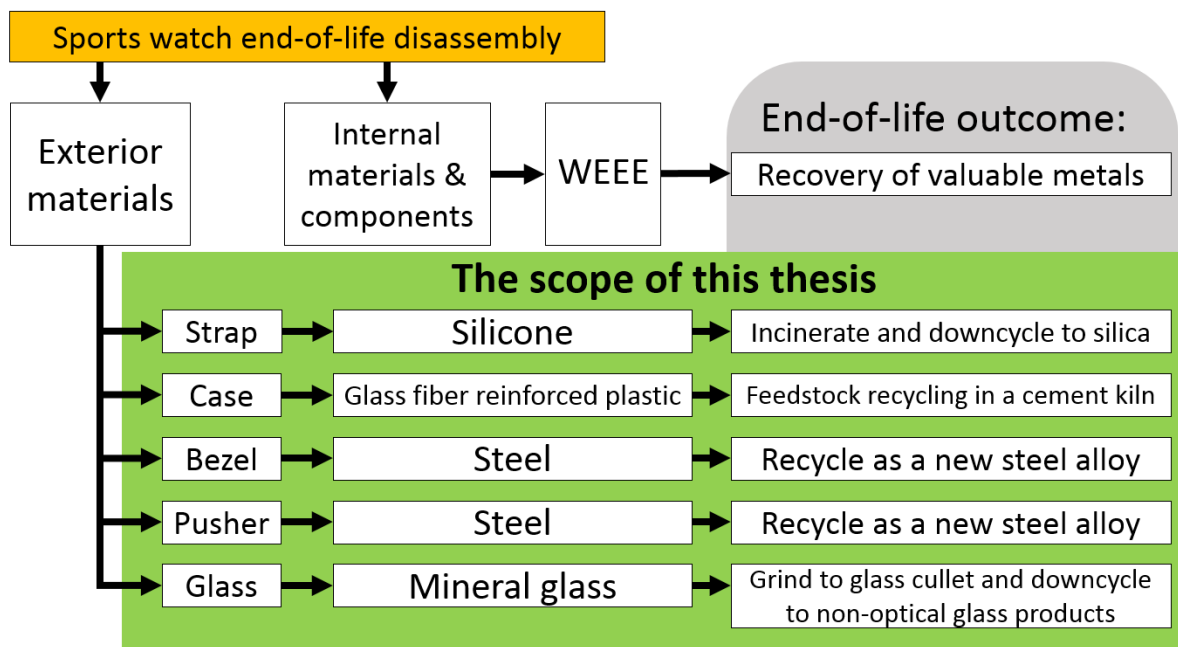 Sports watch end-of-life disassembly
Exterior
materials
Internal
materials &
components
WEEE
End-of-life outcome:
Recovery of valuable metals
The scope of this thesis
Strap
Silicone
Incinerate and downcycle to silica
Case
Glass fiber reinforced plastic
Feedstock recycling in a cement kiln
Bezel
Steel
Recycle as a new steel alloy
Pusher
Steel
Recycle as a new steel alloy
Glass
Mineral glass
Grind to glass cullet and downcycle
to non-optical glass products